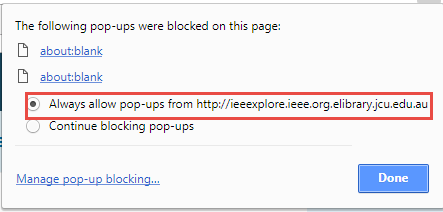 The following pop-ups were blocked on this page:
about:blank
about:blank
Always allow pop-ups from http://ieeexplore.ieee.org.elibrary.jcu.edu.au
Continue blocking pop-ups
Manage pop-up blocking...
Done